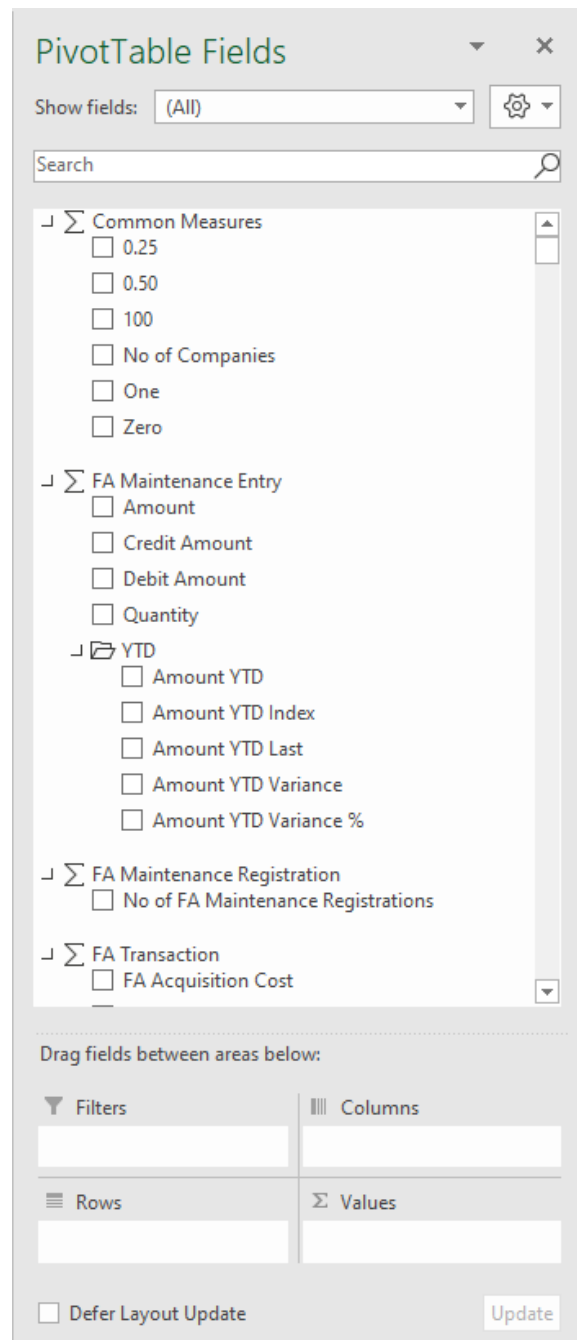 PivotTable Fields
Show fields: (All)
Search
∑ Common Measures
0.25
0.50
100
No of Companies
One
Zero
∑ FA Maintenance Entry
Amount
Credit Amount
Debit Amount
Quantity
YTD
Amount YTD
Amount YTD Index
Amount YTD Last
Amount YTD Variance
Amount YTD Variance %
∑ FA Maintenance Registration
No of FA Maintenance Registrations
∑ FA Transaction
FA Acquisition Cost
Drag fields between areas below:
Filters
Columns
Rows
∑ Values
Defer Layout Update
Update